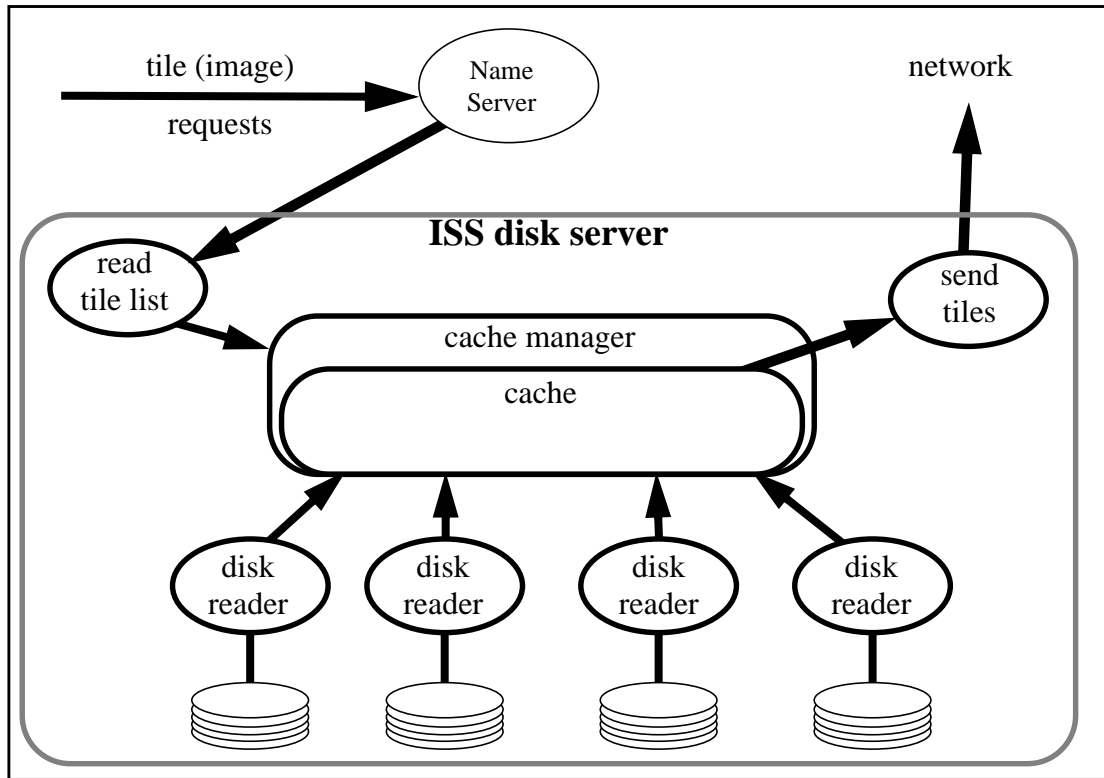 tile (image)
requests
Name
Server
network
ISS disk server
read
tile list
send
tiles
cache manager
cache
disk
reader
disk
reader
disk
reader
disk
reader